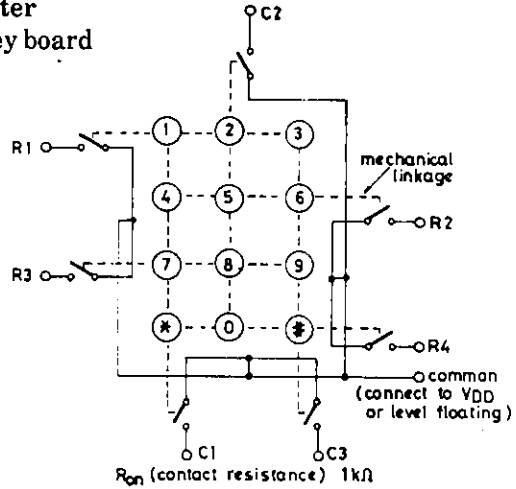 ter
C2
ey board
R1
1 2 3
mechanical
linkage
4 5 6
R2
R3
7 8 9
* 0 #
R4
common
(connect to VDD
or level floating)
C1 C3
Ron (contact resistance) 1kΩ